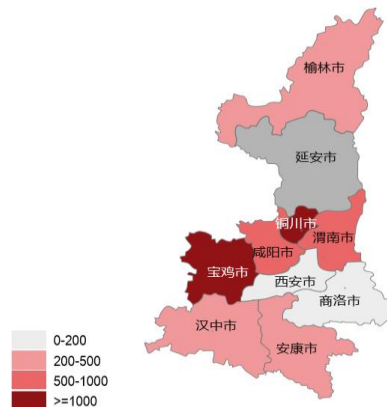 榆林市
延安市
铜川市
渭南市
咸阳市
宝鸡市
西安市
商洛市
汉中市
安康市
0-200
200-500
500-1000
>=1000